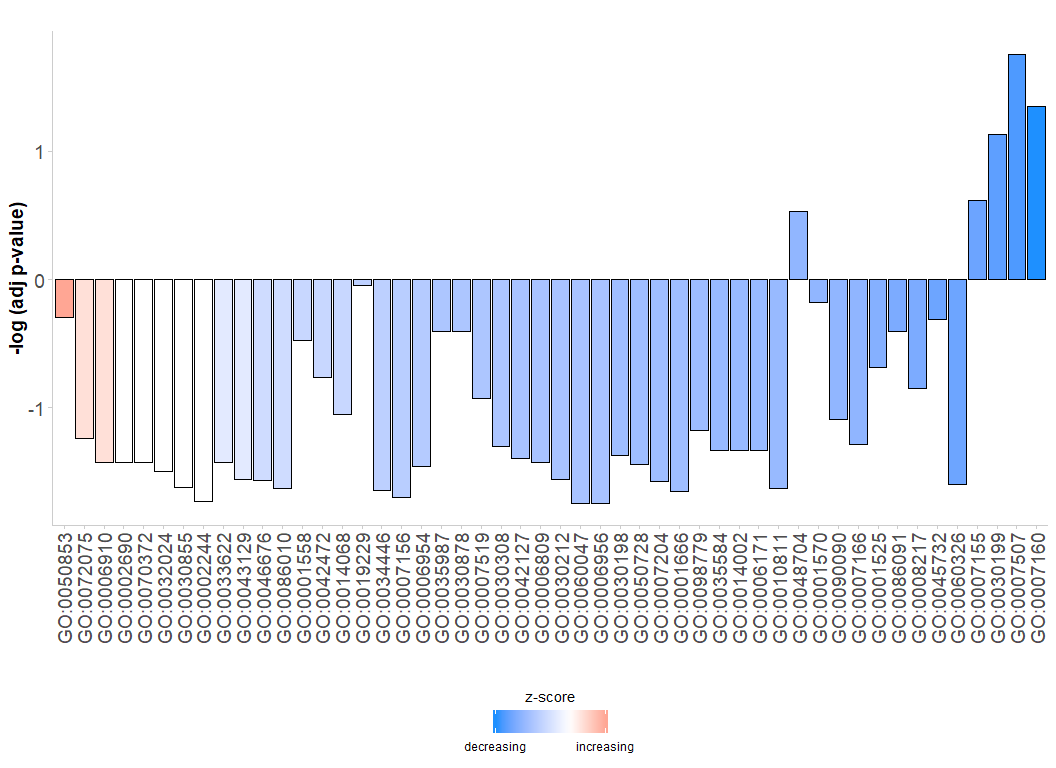 -log (adj p-value)
1
0
-1
GO:0050853
GO:0072075
GO:0006910
GO:0002690
GO:0070372
GO:0032024
GO:0030855
GO:0002244
GO:0033622
GO:0043129
GO:0046676
GO:0086010
GO:0001558
GO:0042472
GO:0014068
GO:0019229
GO:0034446
GO:0007156
GO:0006954
GO:0035987
GO:0030878
GO:0007519
GO:0030308
GO:0042127
GO:0006809
GO:0030212
GO:0060047
GO:0006956
GO:0030198
GO:0050728
GO:0007204
GO:0001666
GO:0098779
GO:0035584
GO:0014002
GO:0006171
GO:0010811
GO:0048704
GO:0001570
GO:0090090
GO:0007166
GO:0001525
GO:0086091
GO:0008217
GO:0045732
GO:0060326
GO:0007155
GO:0030199
GO:0007507
GO:0007160
z-score
decreasing increasing